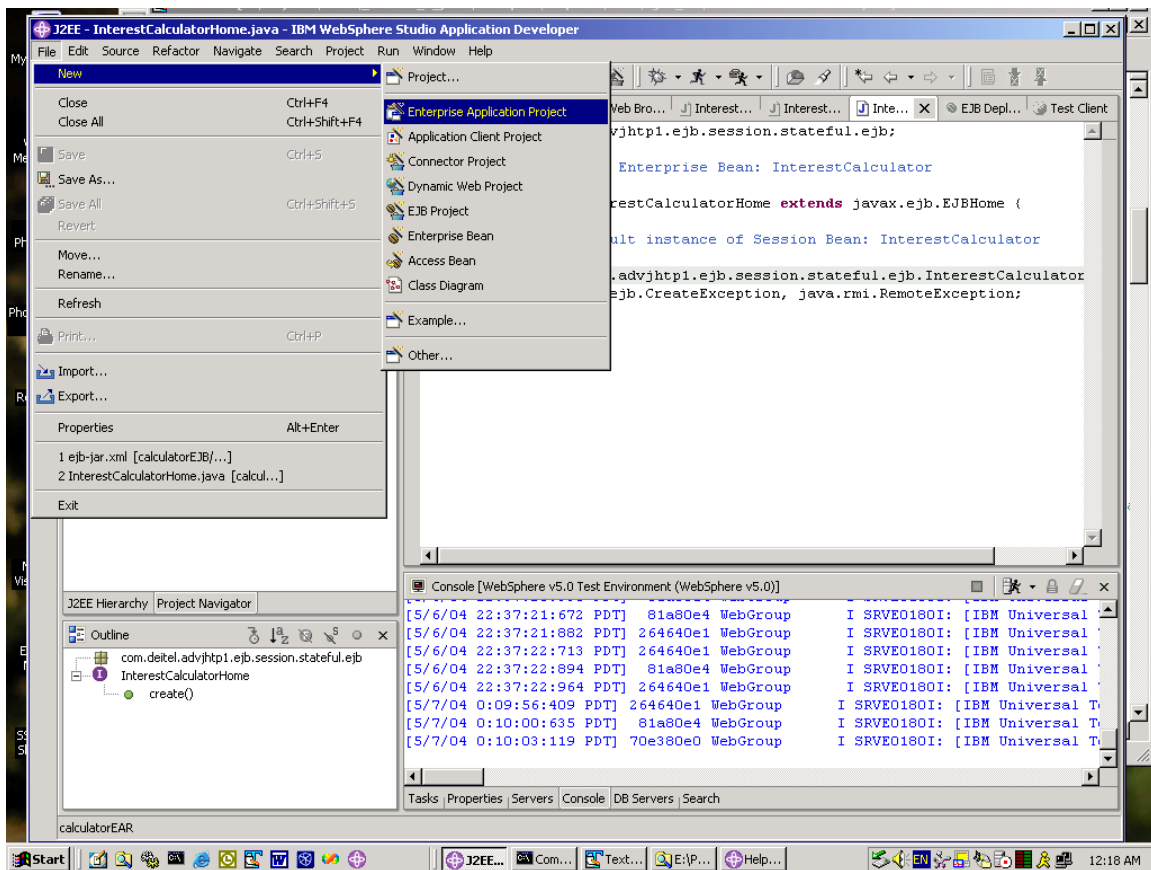 J2EE - InterestCalculatorHome.java - IBM WebSphere Studio Application Developer
File Edit Source Refactor Navigate Search Project Run Window Help
New
Close Ctrl+F4
Close All Ctrl+Shift+F4
Save Ctrl+S
Save As...
Save All Ctrl+Shift+S
Revert
Move...
Rename...
Refresh
Print... Ctrl+P
Import...
Export...
Properties Alt+Enter
1 ejb-jar.xml [calculatorEJB/...]
2 InterestCalculatorHome.java [calcul...]
Exit
Project...
Enterprise Application Project
Application Client Project
Connector Project
Dynamic Web Project
EJB Project
Enterprise Bean
Access Bean
Class Diagram
Example...
Other...
Web Bro... Interest... Interest... Inte... EJB Depl... Test Client
vjhtp1.ejb.session.stateful.ejb;
Enterprise Bean: InterestCalculator
restCalculatorHome extends javax.ejb.EJBHome {
ult instance of Session Bean: InterestCalculator
.advjhtp1.ejb.session.stateful.ejb.InterestCalculator
ejb.CreateException, java.rmi.RemoteException;
J2EE Hierarchy Project Navigator
Outline
com.deitel.advjhtp1.ejb.session.stateful.ejb
InterestCalculatorHome
create()
Console [WebSphere v5.0 Test Environment (WebSphere v5.0)]
[5/6/04 22:37:21:672 PDT] 81a80e4 WebGroup I SRVE0180I: [IBM Universal
[5/6/04 22:37:21:882 PDT] 264640e1 WebGroup I SRVE0180I: [IBM Universal
[5/6/04 22:37:22:713 PDT] 264640e1 WebGroup I SRVE0180I: [IBM Universal
[5/6/04 22:37:22:894 PDT] 81a80e4 WebGroup I SRVE0180I: [IBM Universal
[5/6/04 22:37:22:964 PDT] 264640e1 WebGroup I SRVE0180I: [IBM Universal
[5/7/04 0:09:56:409 PDT] 264640e1 WebGroup I SRVE0180I: [IBM Universal T
[5/7/04 0:10:00:635 PDT] 81a80e4 WebGroup I SRVE0180I: [IBM Universal T
[5/7/04 0:10:03:119 PDT] 70e380e0 WebGroup I SRVE0180I: [IBM Universal T
Tasks Properties Servers Console DB Servers Search
calculatorEAR
Start J2EE... Com... Text... E:\P... Help... EN 12:18 AM